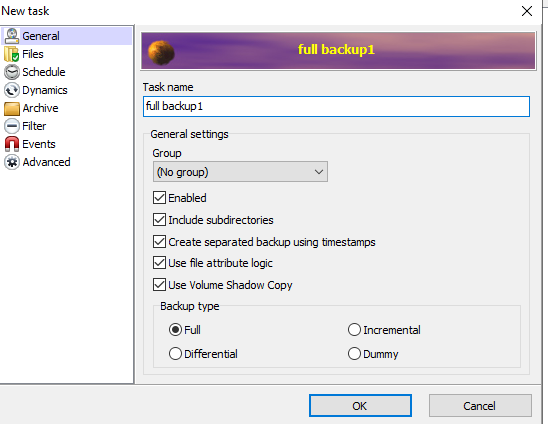 New task
General
Files
Schedule
Dynamics
Archive
Filter
Events
Advanced
full backup1
Task name
full backup1
General settings
Group
(No group)
Enabled
Include subdirectories
Create separated backup using timestamps
Use file attribute logic
Use Volume Shadow Copy
Backup type
Full
Incremental
Differential
Dummy
OK
Cancel